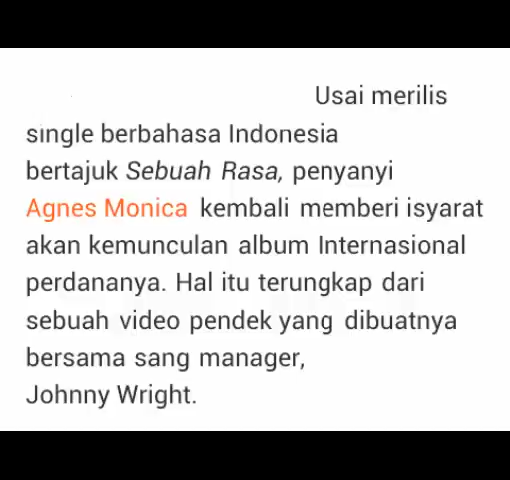 Usai merilis
single berbahasa Indonesia
bertajuk Sebuah Rasa, penyanyi
Agnes Monica kembali memberi isyarat
akan kemunculan album Internasional
perdananya. Hal itu terungkap dari
sebuah video pendek yang dibuatnya
bersama sang manager,
Johnny Wright.